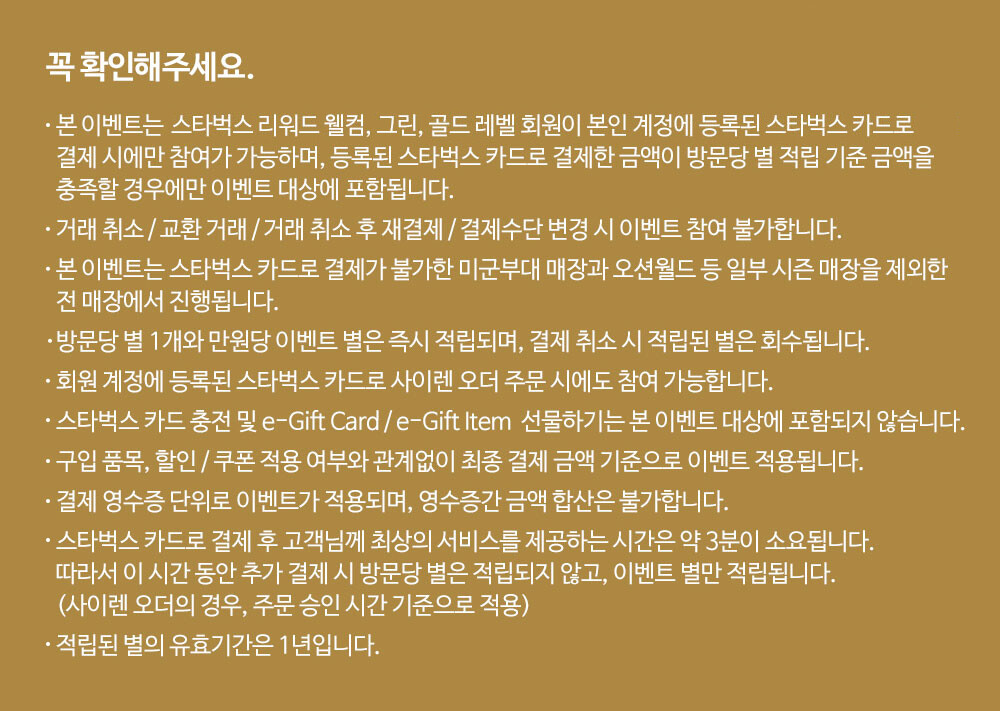 꼭 확인해주세요.
· 본 이벤트는 스타벅스 리워드 웰컴, 그린, 골드 레벨 회원이 본인 계정에 등록된 스타벅스 카드로
결제 시에만 참여가 가능하며, 등록된 스타벅스 카드로 결제한 금액이 방문당 별 적립 기준 금액을
충족할 경우에만 이벤트 대상에 포함됩니다.
· 거래 취소 / 교환 거래 / 거래 취소 후 재결제 / 결제수단 변경 시 이벤트 참여 불가합니다.
· 본 이벤트는 스타벅스 카드로 결제가 불가한 미군부대 매장과 오션월드 등 일부 시즌 매장을 제외한
전 매장에서 진행됩니다.
· 방문당 별 1개와 만원당 이벤트 별은 즉시 적립되며, 결제 취소 시 적립된 별은 회수됩니다.
· 회원 계정에 등록된 스타벅스 카드로 사이렌 오더 주문 시에도 참여 가능합니다.
· 스타벅스 카드 충전 및 e-Gift Card / e-Gift Item 선물하기는 본 이벤트 대상에 포함되지 않습니다.
· 구입 품목, 할인 / 쿠폰 적용 여부와 관계없이 최종 결제 금액 기준으로 이벤트 적용됩니다.
· 결제 영수증 단위로 이벤트가 적용되며, 영수증간 금액 합산은 불가합니다.
· 스타벅스 카드로 결제 후 고객님께 최상의 서비스를 제공하는 시간은 약 3분이 소요됩니다.
따라서 이 시간 동안 추가 결제 시 방문당 별은 적립되지 않고, 이벤트 별만 적립됩니다.
(사이렌 오더의 경우, 주문 승인 시간 기준으로 적용)
· 적립된 별의 유효기간은 1년입니다.